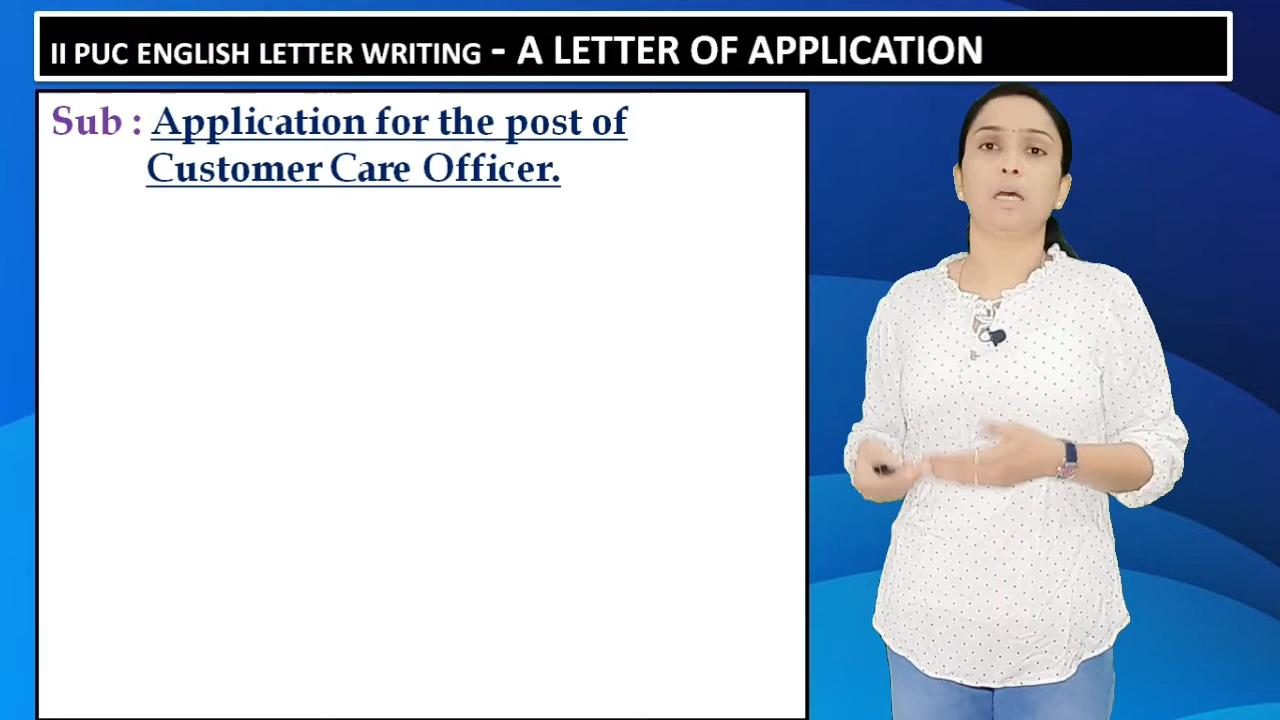 II PUC ENGLISH LETTER WRITING - A LETTER OF APPLICATION
Sub : Application for the post of
Customer Care Officer.